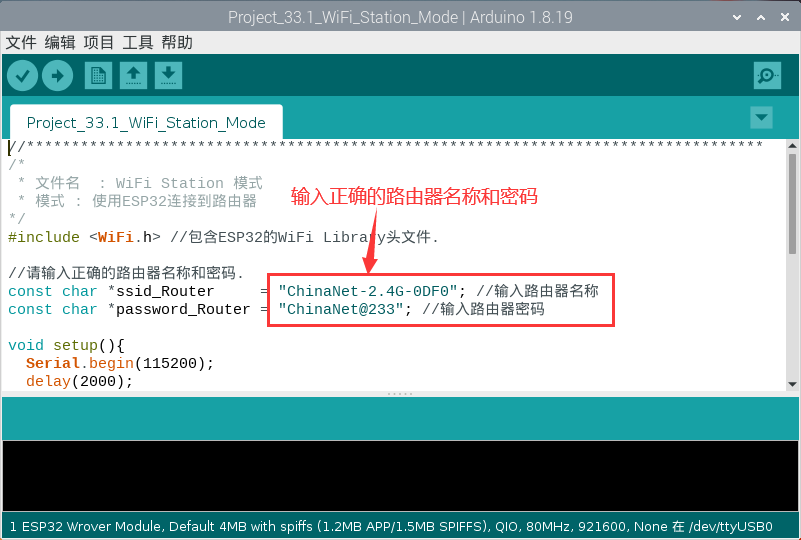 Project_33.1_WiFi_Station_Mode | Arduino 1.8.19
文件 编辑 项目 工具 帮助
Project_33.1_WiFi_Station_Mode
//**********************************************************************************
/*
 * 文件名  : WiFi Station 模式
 * 模式 : 使用ESP32连接到路由器
*/
输入正确的路由器名称和密码
#include <WiFi.h> //包含ESP32的WiFi Library头文件.
//请输入正确的路由器名称和密码.
const char *ssid_Router     = "ChinaNet-2.4G-0DF0"; //输入路由器名称
const char *password_Router = "ChinaNet@233"; //输入路由器密码
void setup(){
  Serial.begin(115200);
  delay(2000);
1 ESP32 Wrover Module, Default 4MB with spiffs (1.2MB APP/1.5MB SPIFFS), QIO, 80MHz, 921600, None 在 /dev/ttyUSB0